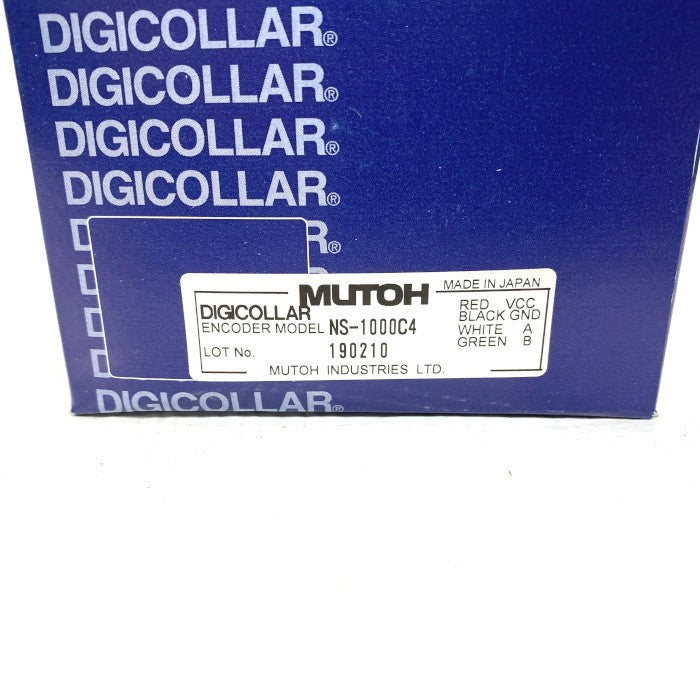 DIGICOLLAR®
DIGICOLLAR®
DIGICOLLAR®
DIGICOLLAR®
D R®
D
D
D
MUTOH MADE IN JAPAN
DIGICOLLAR RED VCC
ENCODER MODEL NS-1000C4 BLACK GND
WHITE A
LOT No. 190210 GREEN B
MUTOH INDUSTRIES LTD.
DIGICOLLAR®